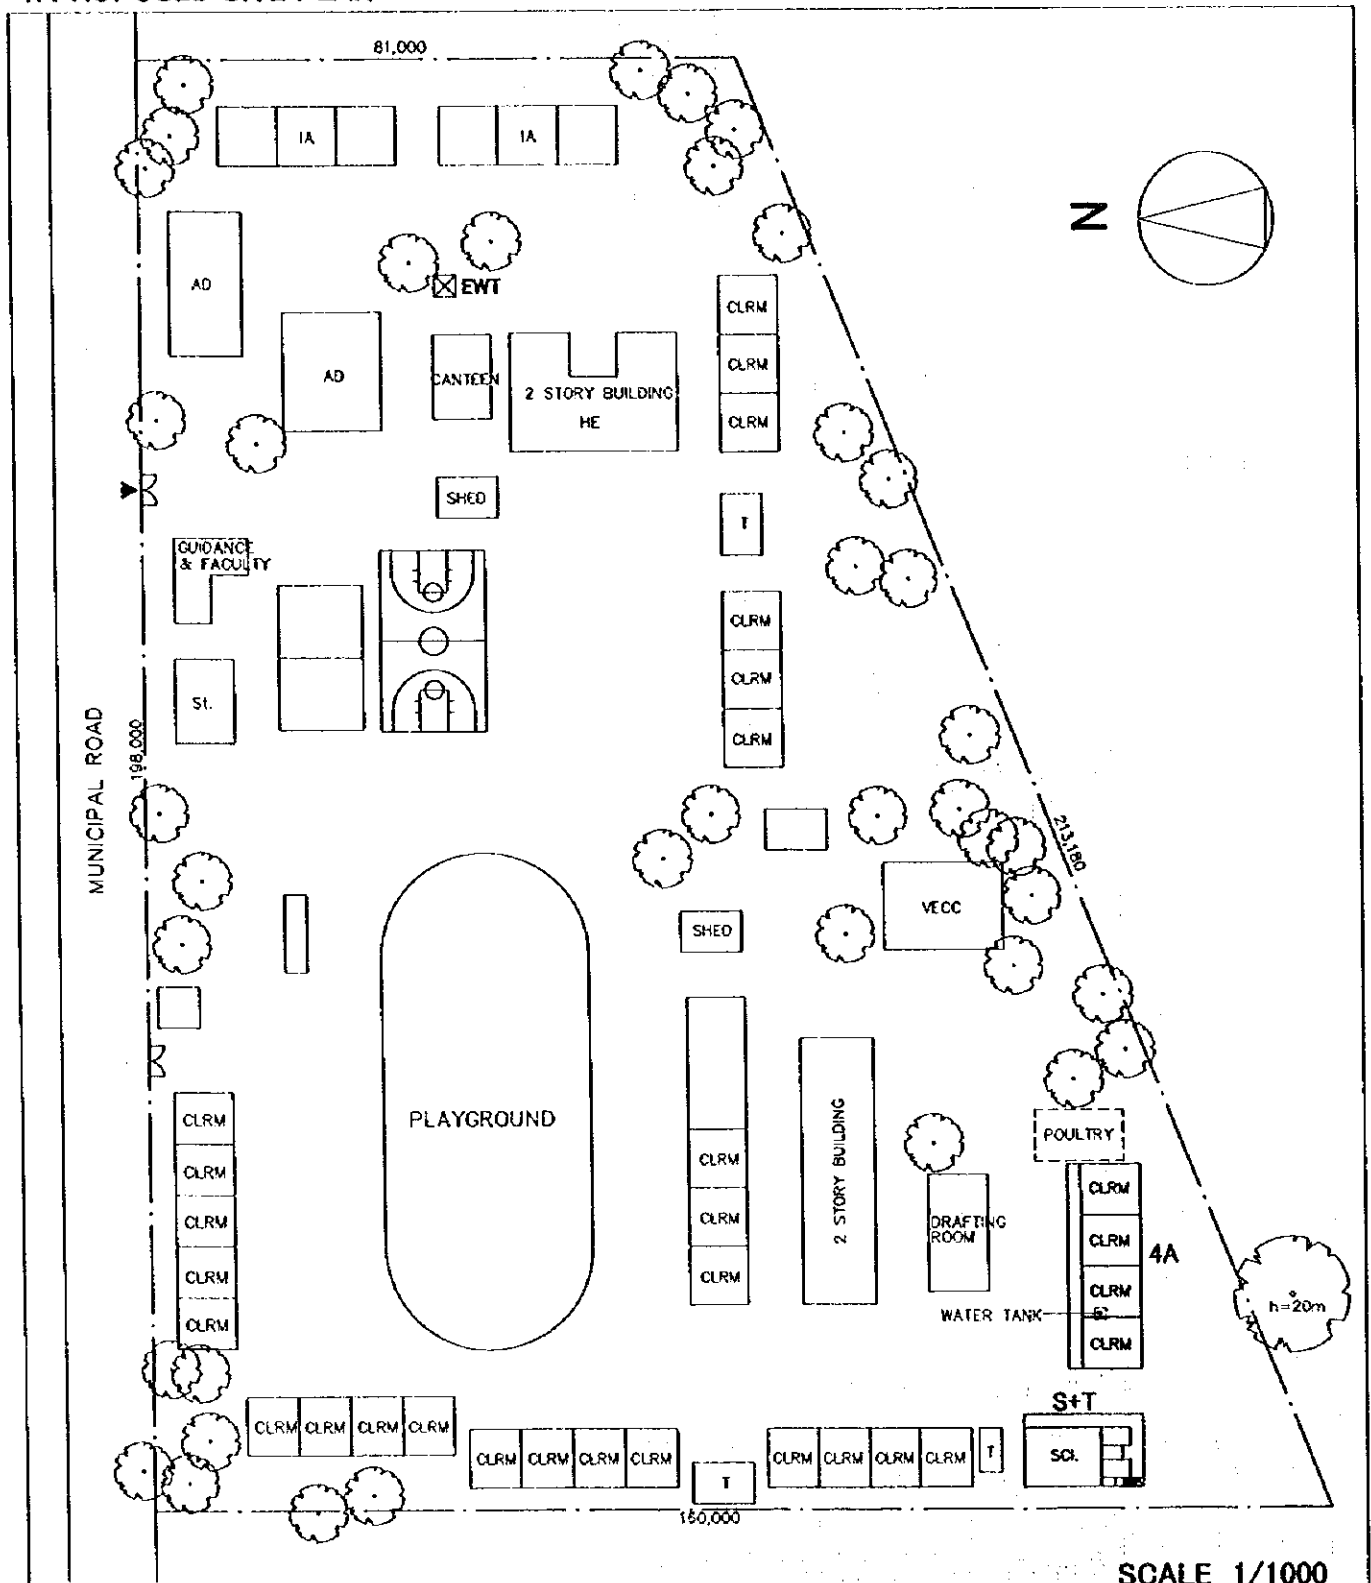 81,000
IA
IA
N
AD
EWT
CLRM
AD
CANTEEN
2 STORY BUILDING
HE
CLRM
CLRM
SHED
T
GUIDANCE
& FACULTY
CLRM
CLRM
St.
CLRM
MUNICIPAL ROAD
198,000
213,180
VECC
SHED
PLAYGROUND
CLRM
CLRM
CLRM
CLRM
CLRM
CLRM
CLRM
CLRM
2 STORY BUILDING
POULTRY
DRAFTING
ROOM
CLRM
CLRM
CLRM
CLRM
4A
WATER TANK
h=20m
S+T
CLRM
CLRM
CLRM
CLRM
CLRM
CLRM
CLRM
CLRM
T
CLRM
CLRM
CLRM
CLRM
T
SCI.
T
SCALE 1/1000